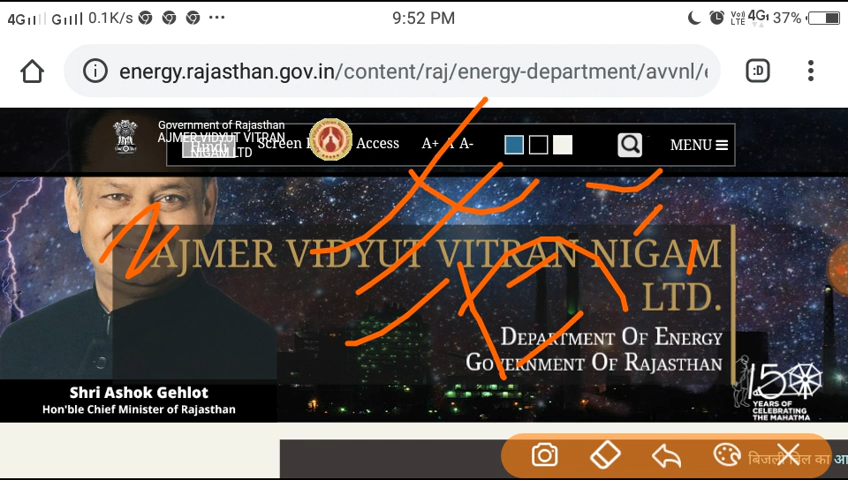 4G G 0.1K/s 9:52 PM VoLTE 4G 37%
energy.rajasthan.gov.in/content/raj/energy-department/avvnl/
Government of Rajasthan
AJMER VIDYUT VITRAN
NIGAM LTD
Hindi Screen Access A+ A A- MENU
AJMER VIDYUT VITRAN NIGAM
LTD.
DEPARTMENT OF ENERGY
GOVERNMENT OF RAJASTHAN
Shri Ashok Gehlot
Hon'ble Chief Minister of Rajasthan
150
YEARS OF
CELEBRATING
THE MAHATMA
बिजली बिल का